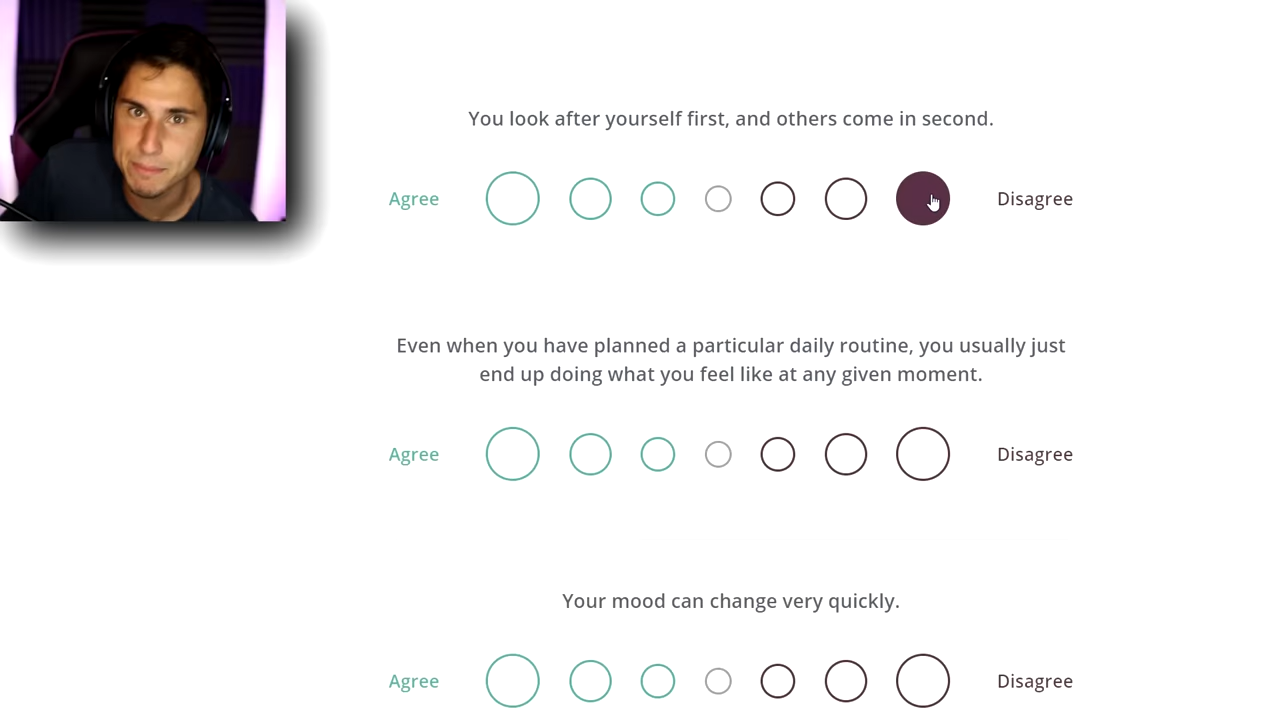 You look after yourself first, and others come in second.
Agree Disagree
Even when you have planned a particular daily routine, you usually just
end up doing what you feel like at any given moment.
Agree Disagree
Your mood can change very quickly.
Agree Disagree